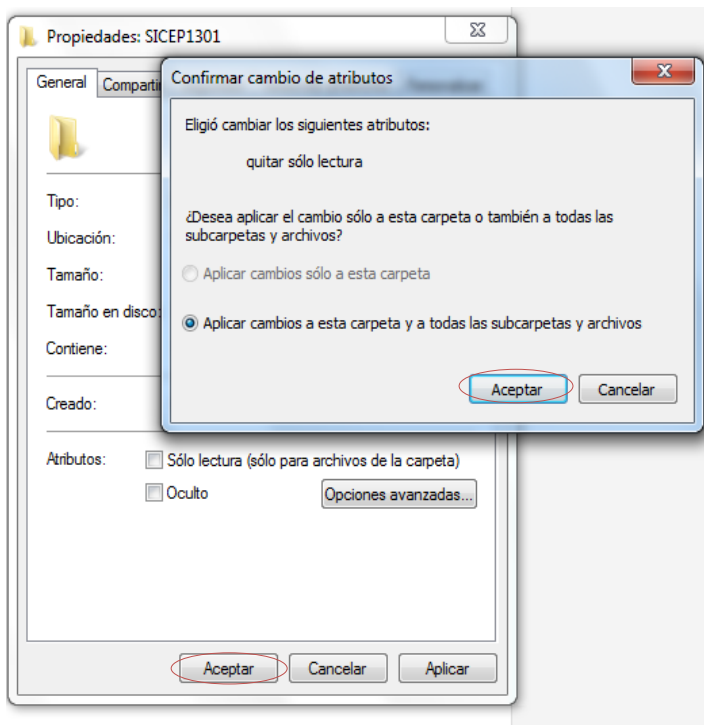 Propiedades: SICEP1301
General
Comparti
Confirmar cambio de atributos
Eligió cambiar los siguientes atributos:
quitar sólo lectura
¿Desea aplicar el cambio sólo a esta carpeta o también a todas las
subcarpetas y archivos?
Aplicar cambios sólo a esta carpeta
Aplicar cambios a esta carpeta y a todas las subcarpetas y archivos
Aceptar
Cancelar
Tipo:
Ubicación:
Tamaño:
Tamaño en disco:
Contiene:
Creado:
Atributos:
Sólo lectura (sólo para archivos de la carpeta)
Oculto
Opciones avanzadas...
Aceptar
Cancelar
Aplicar